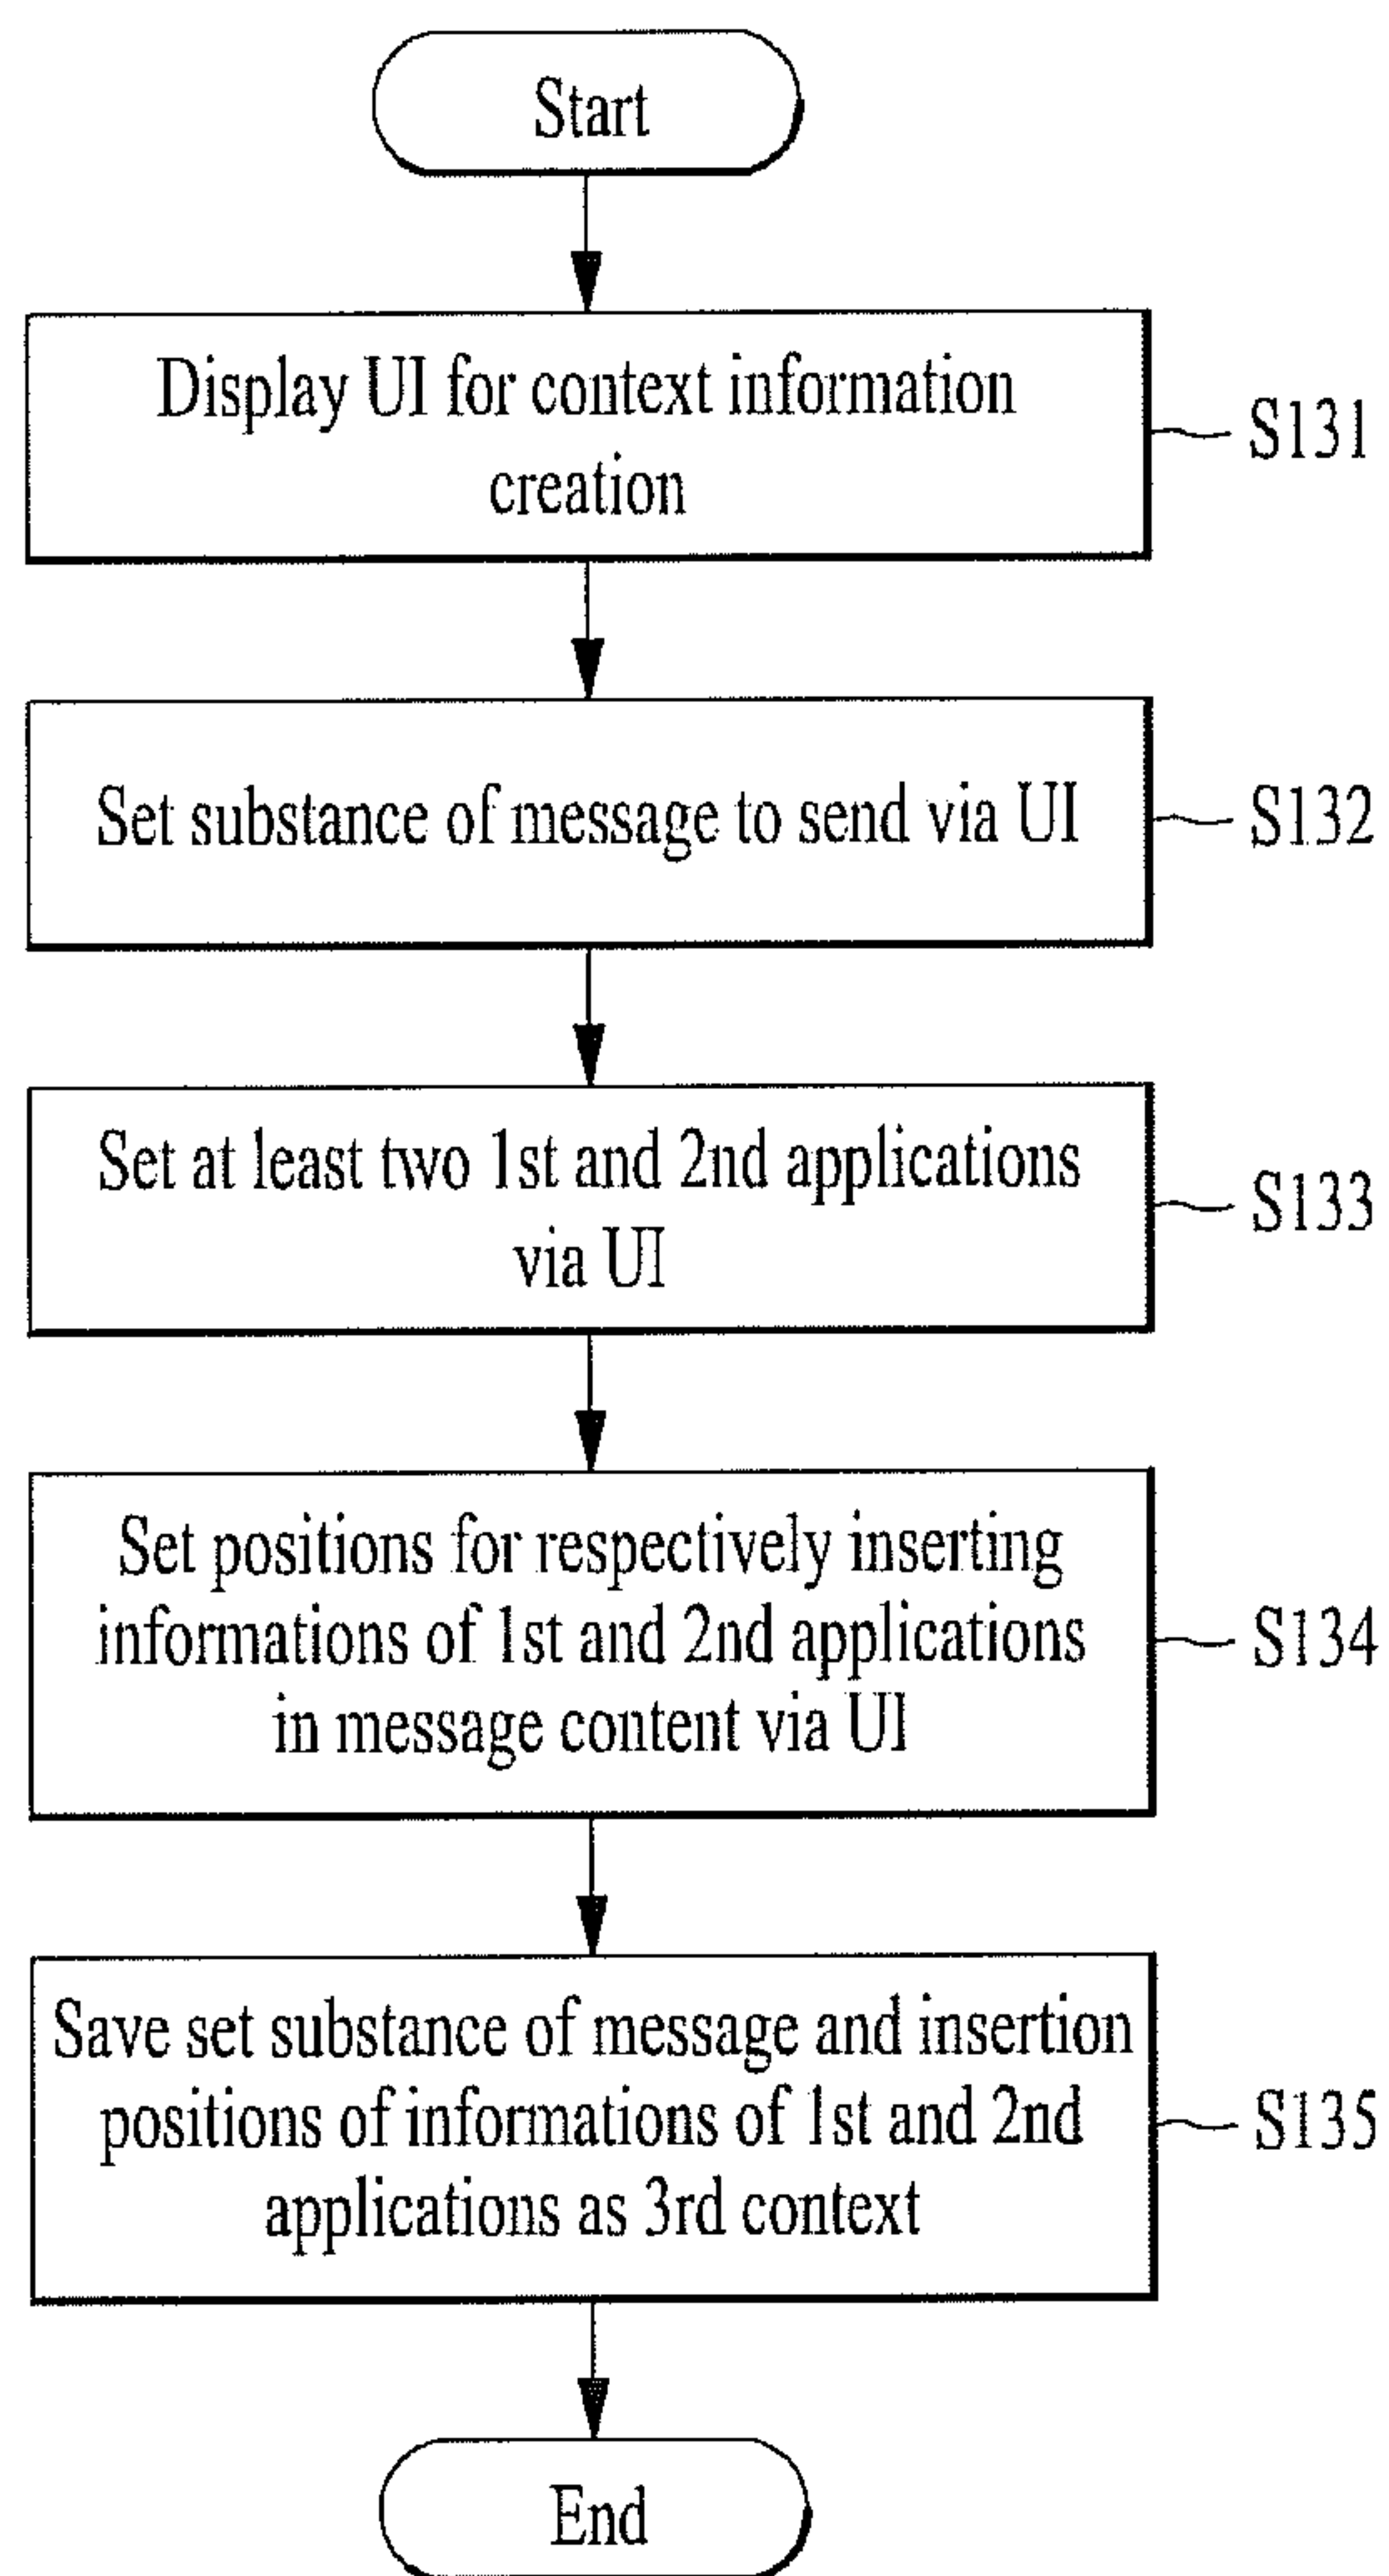 Start
Display UI for context information
creation
S131
Set substance of message to send via UI
S132
Set at least two 1st and 2nd applications
via UI
S133
Set positions for respectively inserting
informations of 1st and 2nd applications
in message content via UI
S134
Save set substance of message and insertion
positions of informations of 1st and 2nd
applications as 3rd context
S135
End